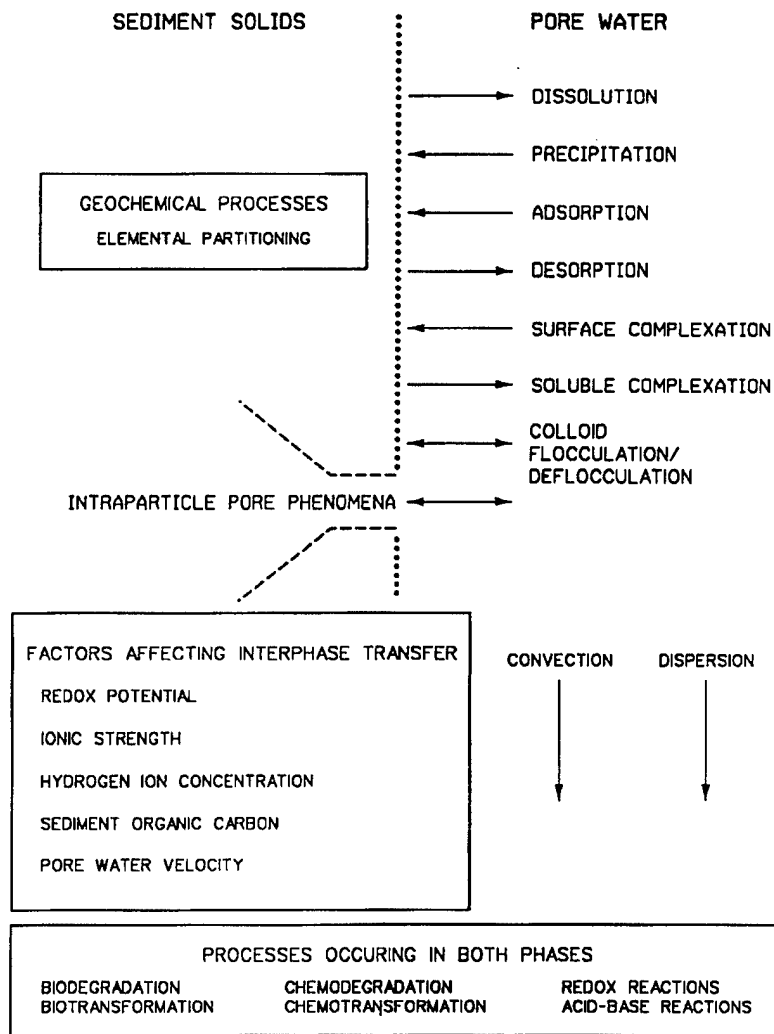 SEDIMENT SOLIDS
PORE WATER
DISSOLUTION
PRECIPITATION
GEOCHEMICAL PROCESSES
ELEMENTAL PARTITIONING
ADSORPTION
DESORPTION
SURFACE COMPLEXATION
SOLUBLE COMPLEXATION
COLLOID
FLOCCULATION/
DEFLOCCULATION
INTRAPARTICLE PORE PHENOMENA
FACTORS AFFECTING INTERPHASE TRANSFER
REDOX POTENTIAL
IONIC STRENGTH
HYDROGEN ION CONCENTRATION
SEDIMENT ORGANIC CARBON
PORE WATER VELOCITY
CONVECTION
DISPERSION
PROCESSES OCCURING IN BOTH PHASES
BIODEGRADATION
BIOTRANSFORMATION
CHEMODEGRADATION
CHEMOTRANSFORMATION
REDOX REACTIONS
ACID-BASE REACTIONS